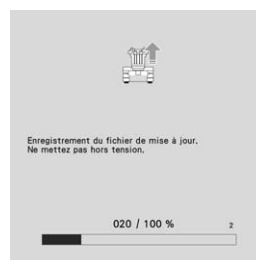 Enregistrement du fichier de mise à jour.
Ne mettez pas hors tension.
020 / 100 %
2